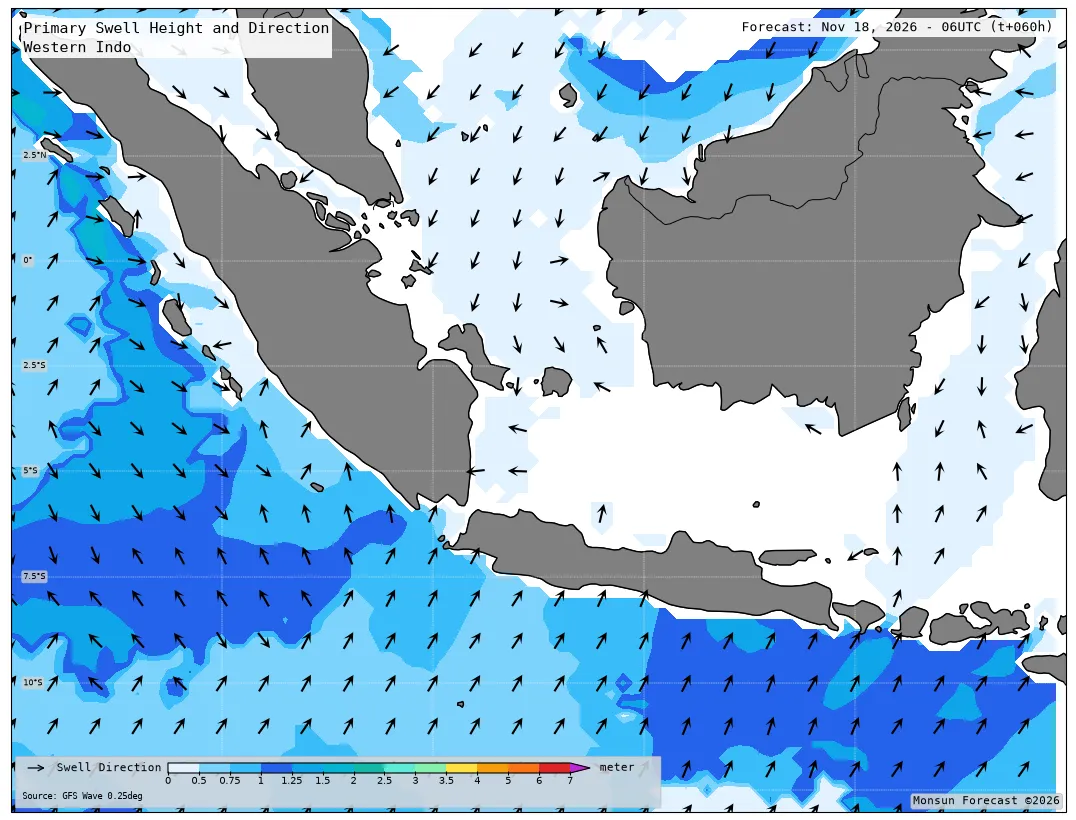 Primary Swell Height and Direction
Western Indo
Forecast: Nov 18, 2026 - 06UTC (t+060h)
2.5°N
0°
2.5°S
5°S
7.5°S
10°S
Swell Direction
0 0.5 0.75 1 1.25 1.5 2 2.5 3 3.5 4 5 6 7
meter
Source: GFS Wave 0.25deg
Monsun Forecast ©2026